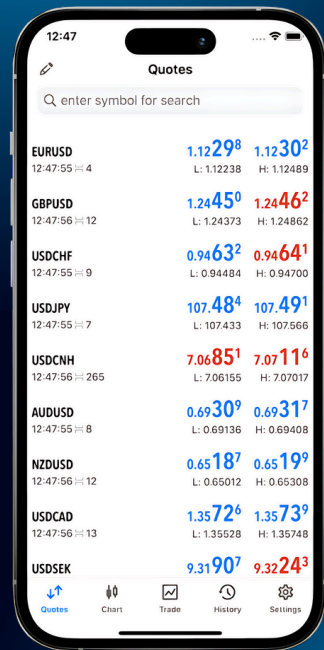 12:47
Quotes
enter symbol for search
EURUSD 1.12298 1.12302
12:47:55 4 L: 1.12238 H: 1.12489
GBPUSD 1.24450 1.24462
12:47:56 12 L: 1.24373 H: 1.24862
USDCHF 0.94632 0.94641
12:47:55 9 L: 0.94484 H: 0.94700
USDJPY 107.484 107.491
12:47:55 7 L: 107.433 H: 107.566
USDCNH 7.06851 7.07116
12:47:56 265 L: 7.06155 H: 7.07017
AUDUSD 0.69309 0.69317
12:47:55 8 L: 0.69136 H: 0.69408
NZDUSD 0.65187 0.65199
12:47:56 12 L: 0.65012 H: 0.65308
USDCAD 1.35726 1.35739
12:47:56 13 L: 1.35528 H: 1.35748
USDSEK 9.31907 9.32243
Quotes Chart Trade History Settings